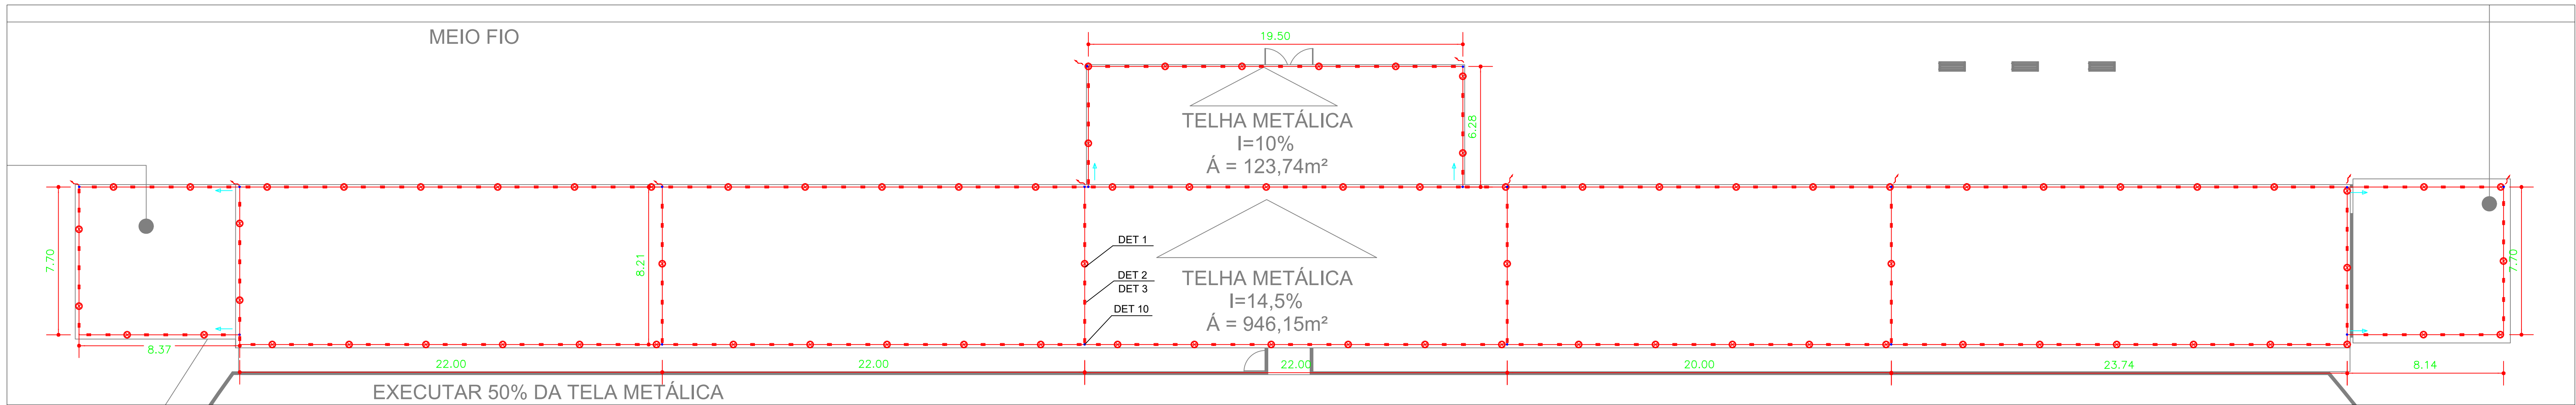 MEIO FIO
19.50
TELHA METÁLICA
I=10%
Á = 123,74m²
6.28
7.70
8.21
DET 1
DET 2
DET 3
DET 10
TELHA METÁLICA
I=14,5%
Á = 946,15m²
7.70
8.37
22.00
22.00
22.00
20.00
23.74
8.14
EXECUTAR 50% DA TELA METÁLICA